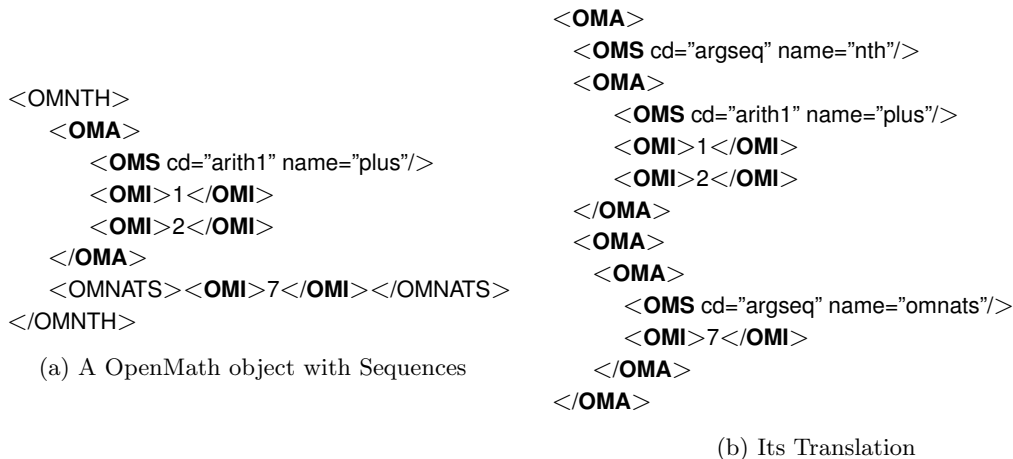 <OMNTH>
<OMA>
<OMS cd=”arith1” name=”plus”/>
<OMI>1</OMI>
<OMI>2</OMI>
</OMA>
<OMNATS><OMI>7</OMI></OMNATS>
</OMNTH>
(a) A OpenMath object with Sequences
<OMA>
<OMS cd=”argseq” name=”nth”/>
<OMA>
<OMS cd=”arith1” name=”plus”/>
<OMI>1</OMI>
<OMI>2</OMI>
</OMA>
<OMA>
<OMA>
<OMS cd=”argseq” name=”omnats”/>
<OMI>7</OMI>
</OMA>
</OMA>
(b) Its Translation